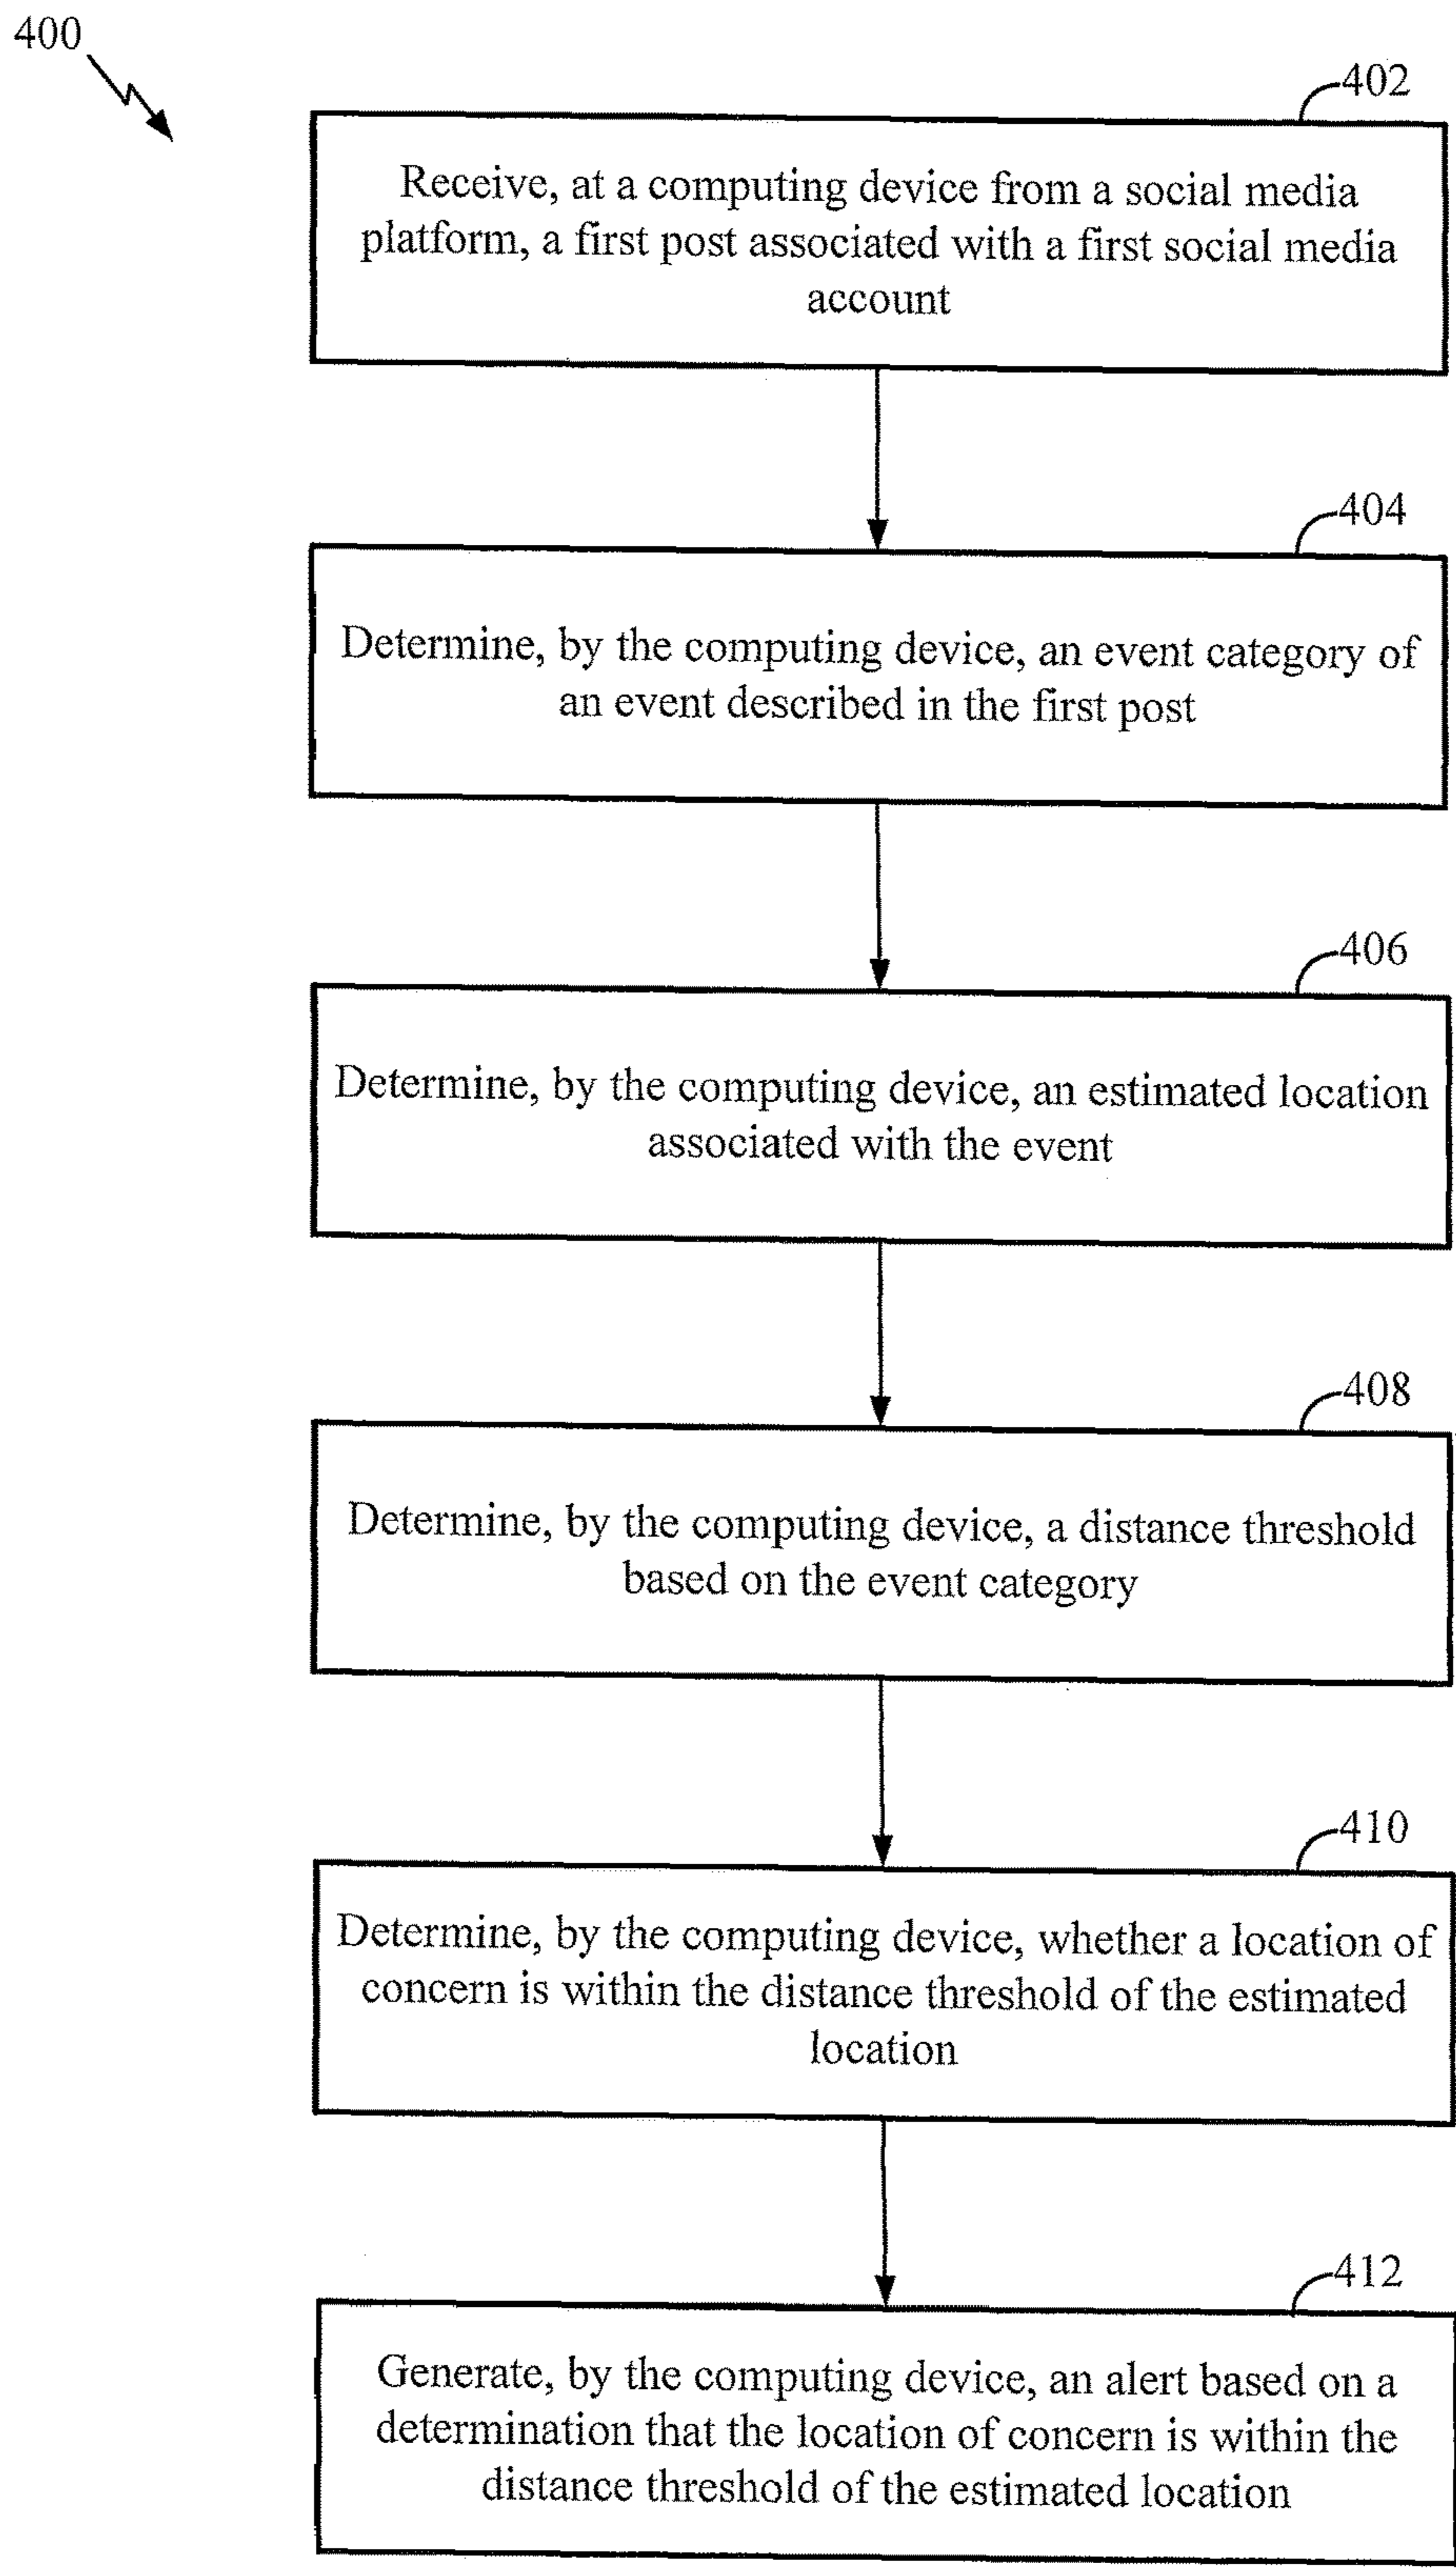 400
402
Receive, at a computing device from a social media
platform, a first post associated with a first social media
account
404
Determine, by the computing device, an event category of
an event described in the first post
406
Determine, by the computing device, an estimated location
associated with the event
408
Determine, by the computing device, a distance threshold
based on the event category
410
Determine, by the computing device, whether a location of
concern is within the distance threshold of the estimated
location
412
Generate, by the computing device, an alert based on a
determination that the location of concern is within the
distance threshold of the estimated location